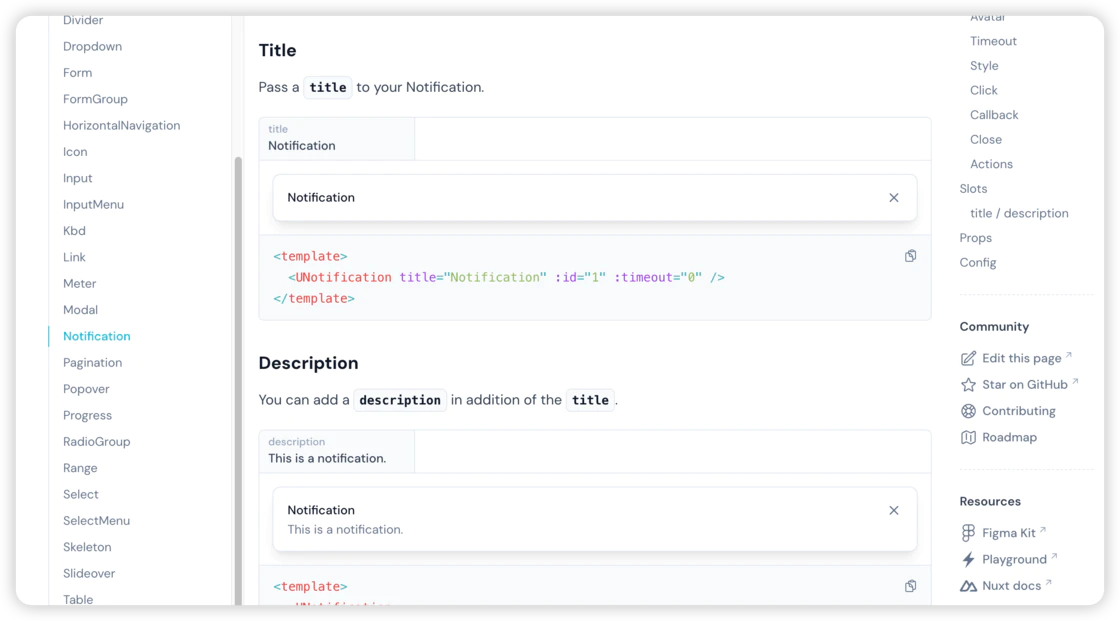 Divider
Dropdown
Form
FormGroup
HorizontalNavigation
Icon
Input
InputMenu
Kbd
Link
Meter
Modal
Notification
Pagination
Popover
Progress
RadioGroup
Range
Select
SelectMenu
Skeleton
Slideover
Table
Title
Pass a title to your Notification.
title
Notification
Notification
<template>
<UNotification title="Notification" :id="1" :timeout="0" />
</template>
Description
You can add a description in addition of the title.
description
This is a notification.
Notification
This is a notification.
<template>
<UNotification
Avatar
Timeout
Style
Click
Callback
Close
Actions
Slots
title / description
Props
Config
Community
Edit this page
Star on GitHub
Contributing
Roadmap
Resources
Figma Kit
Playground
Nuxt docs